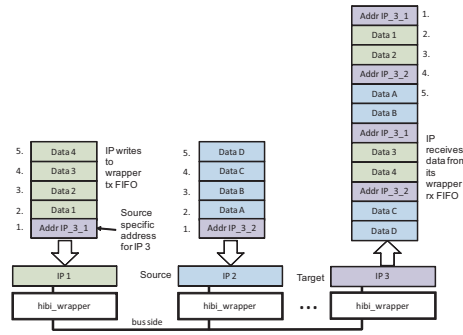 Addr IP_3_1 1.
Data 1 2.
Data 2 3.
Addr IP_3_2 4.
Data A 5.
Data B
Addr IP_3_1
Data 3
Data 4
Addr IP_3_2
Data C
Data D
IP
receives
data from
its
wrapper
rx FIFO
5. Data 4
4. Data 3
3. Data 2
2. Data 1
1. Addr IP_3_1
IP writes
to
wrapper
tx FIFO
Source
specific
address
for IP 3
5. Data D
4. Data C
3. Data B
2. Data A
1. Addr IP_3_2
IP 1 Source IP 2 Target IP 3
hibi_wrapper hibi_wrapper ... hibi_wrapper
bus side